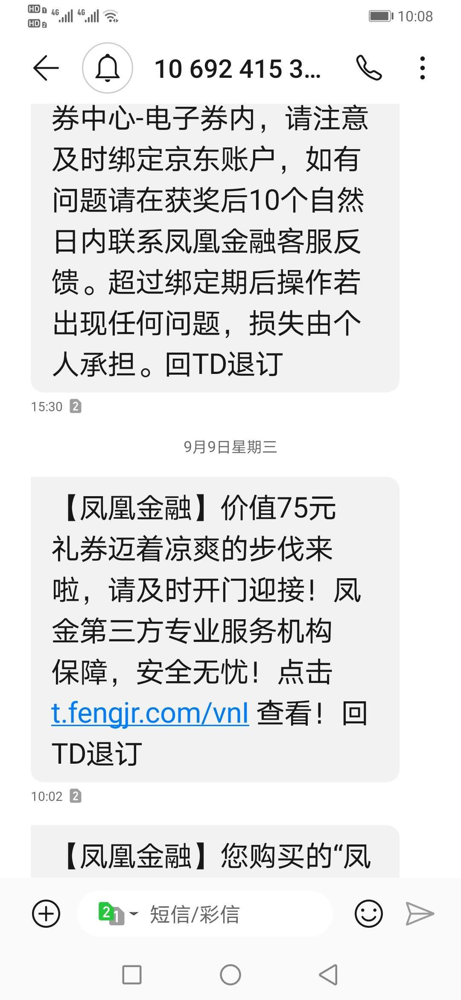 HD 1 4G 4G
HD 2
10:08
10 692 415 3...
券中心-电子券内，请注意
及时绑定京东账户，如有
问题请在获奖后10个自然
日内联系凤凰金融客服反
馈。超过绑定期后操作若
出现任何问题，损失由个
人承担。回TD退订
15:30 2
9月9日星期三
【凤凰金融】价值75元
礼券迈着凉爽的步伐来
啦，请及时开门迎接！凤
金第三方专业服务机构
保障，安全无忧！点击
t.fengjr.com/vnl 查看！回
TD退订
10:02 2
【凤凰金融】您购买的“凤
2 1 短信/彩信